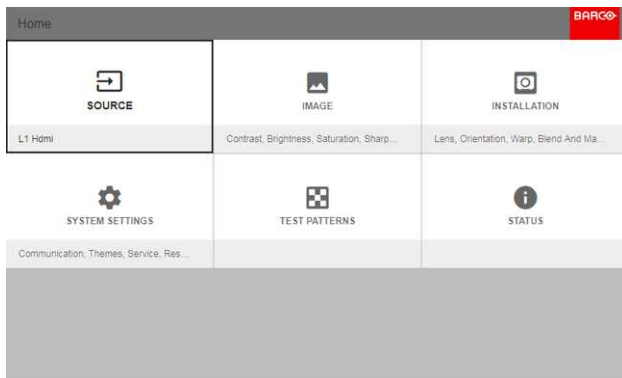 Home
BARCO
SOURCE
IMAGE
INSTALLATION
L1 Hdmi
Contrast, Brightness, Saturation, Sharp...
Lens, Orientation, Warp, Blend And Ma...
SYSTEM SETTINGS
TEST PATTERNS
STATUS
Communication, Themes, Service, Res...